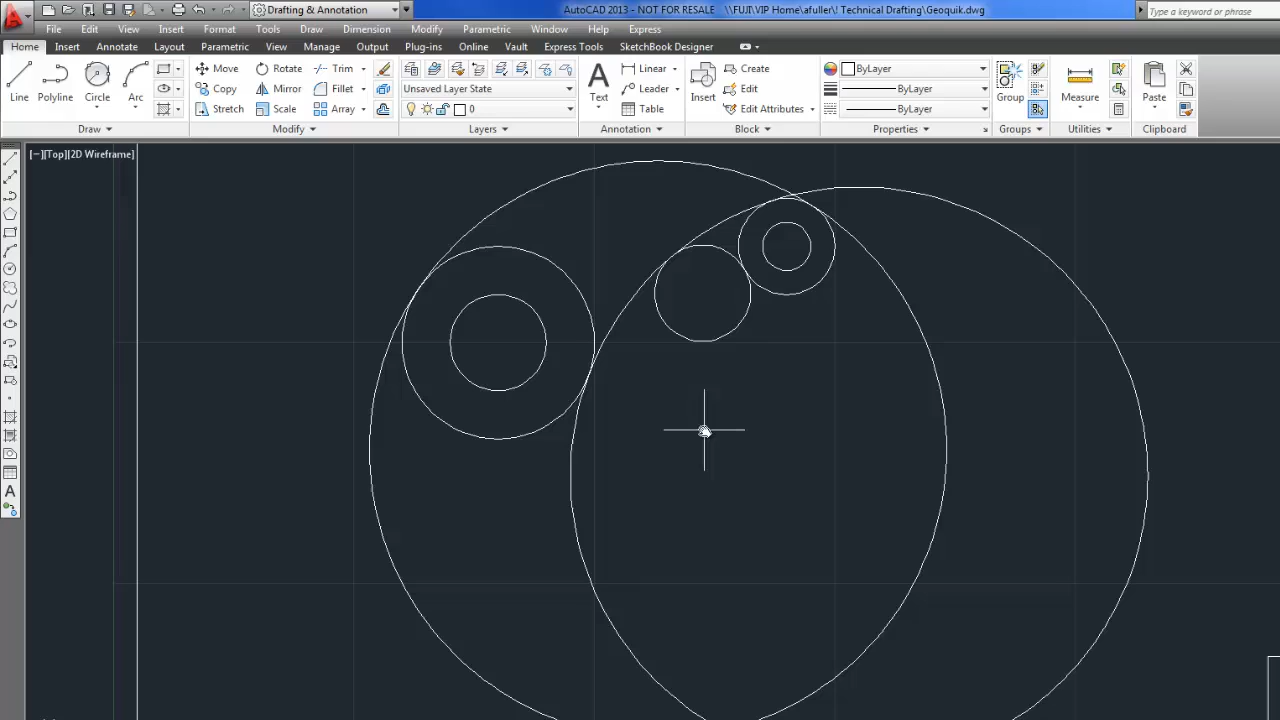 Drafting & Annotation
AutoCAD 2013 - NOT FOR RESALE \\FUJI\VIP Home\afuller\! Technical Drafting\Geoquik.dwg
Type a keyword or phrase
File Edit View Insert Format Tools Draw Dimension Modify Parametric Window Help Express
Home Insert Annotate Layout Parametric View Manage Output Plug-ins Online Vault Express Tools SketchBook Designer
Line Polyline Circle Arc
Move Rotate Trim
Copy Mirror Fillet
Stretch Scale Array
Unsaved Layer State
0
Text
Linear
Leader
Table
Insert
Create
Edit
Edit Attributes
ByLayer
ByLayer
ByLayer
Group
Measure
Paste
Draw Modify Layers Annotation Block Properties Groups Utilities Clipboard
[−][Top][2D Wireframe]
A